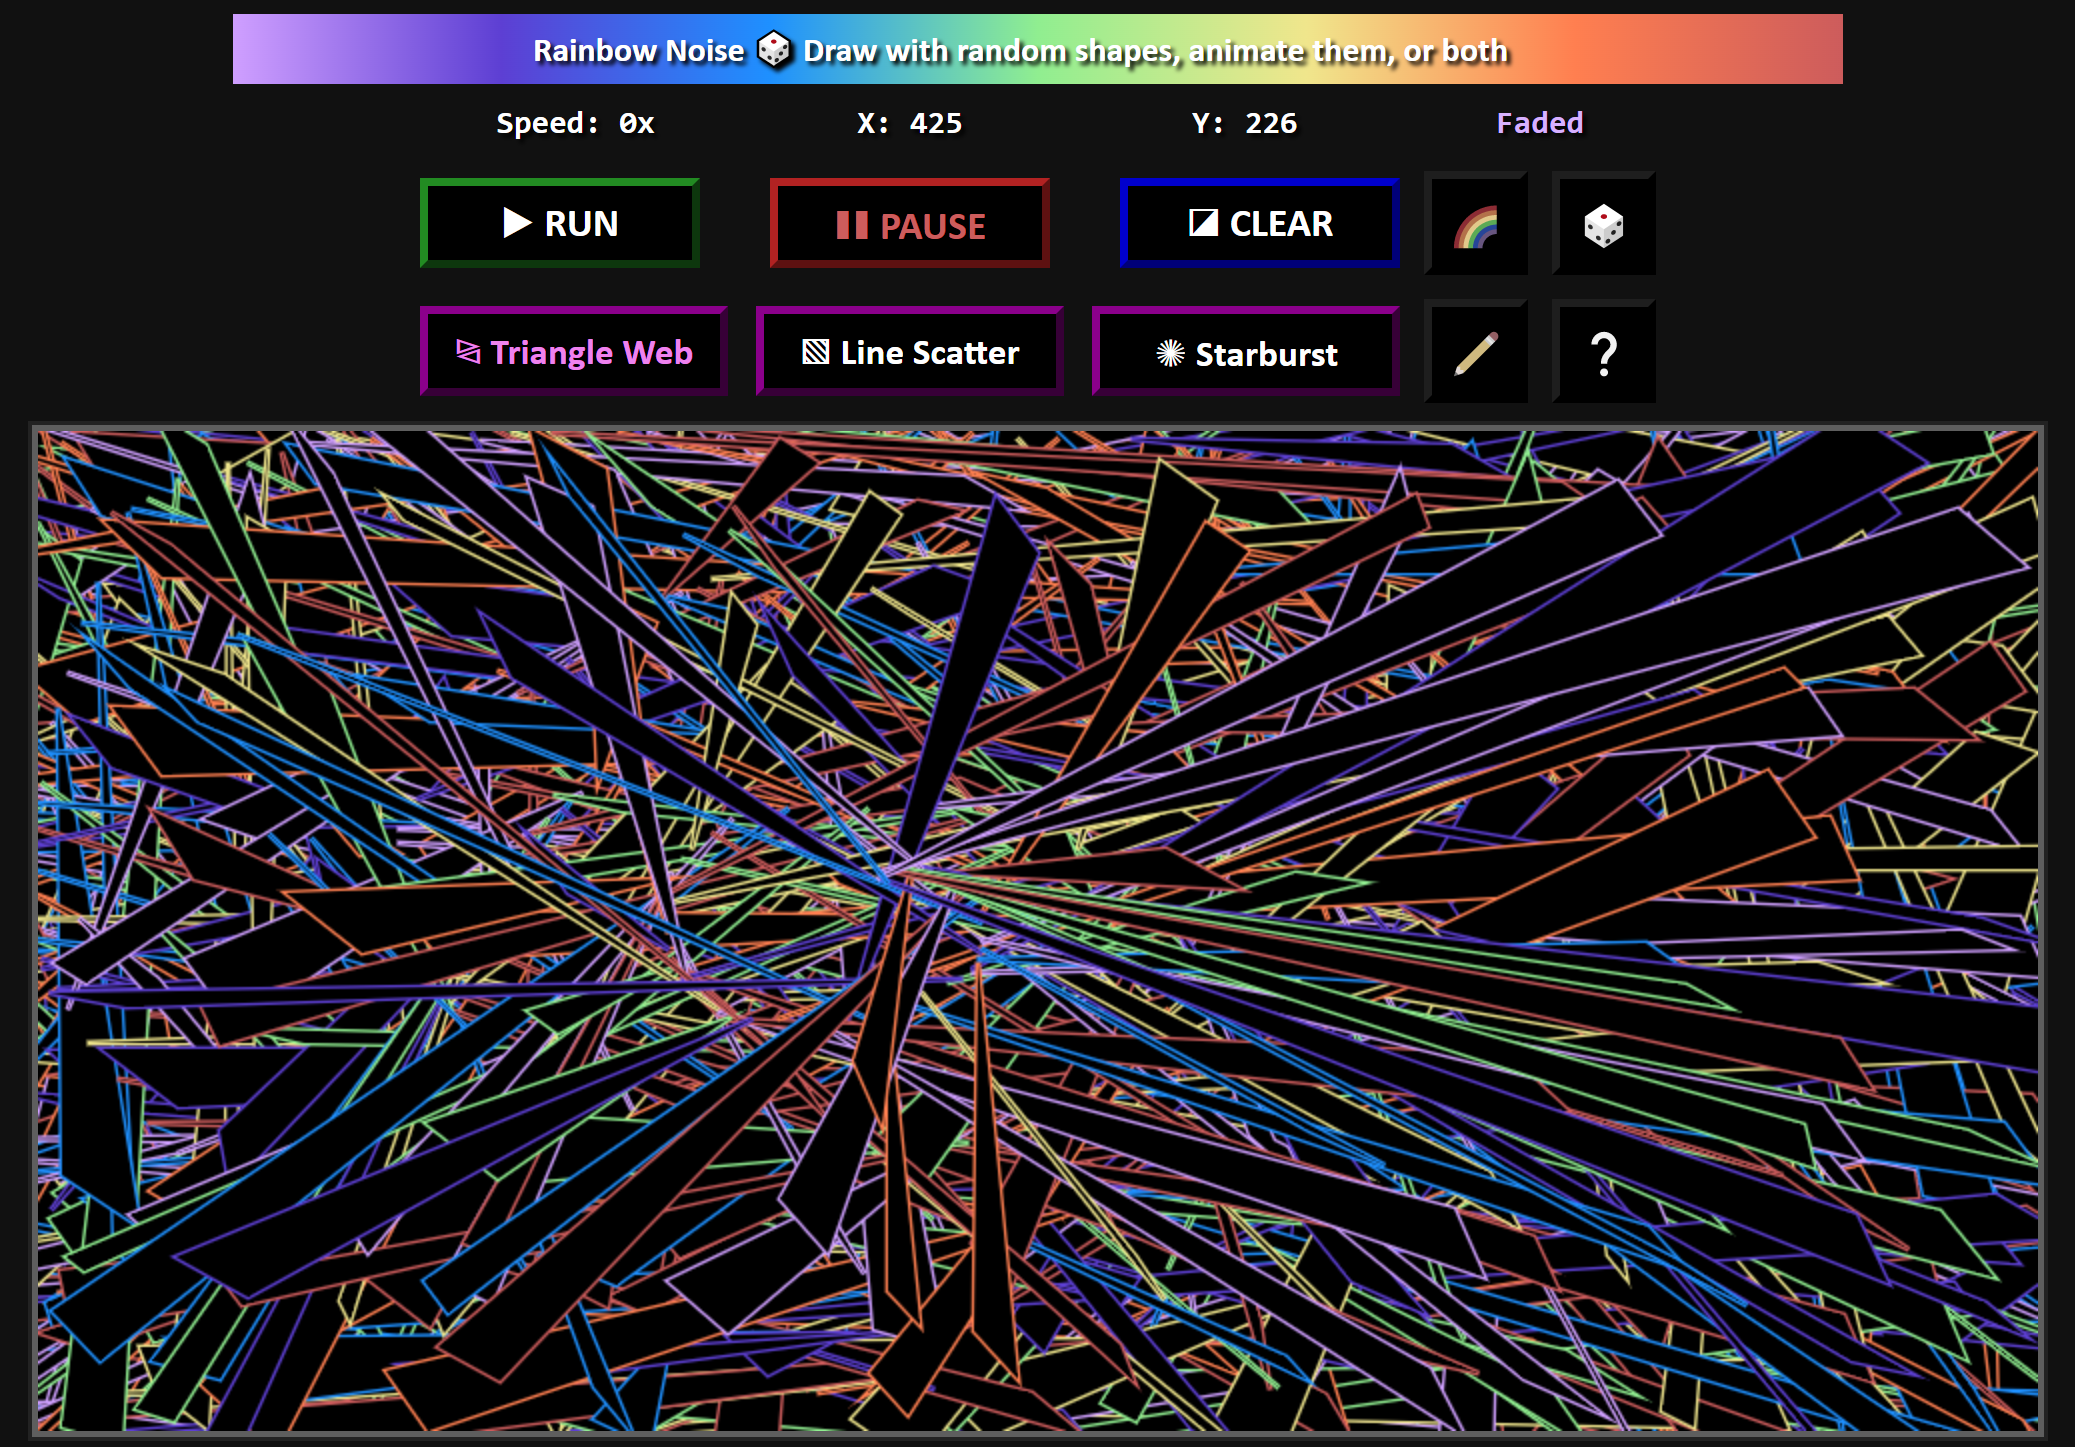 Rainbow Noise 🎲 Draw with random shapes, animate them, or both
Speed: 0x X: 425 Y: 226 Faded
▶ RUN ⏸ PAUSE ◪ CLEAR
Triangle Web ▧ Line Scatter ✺ Starburst ?